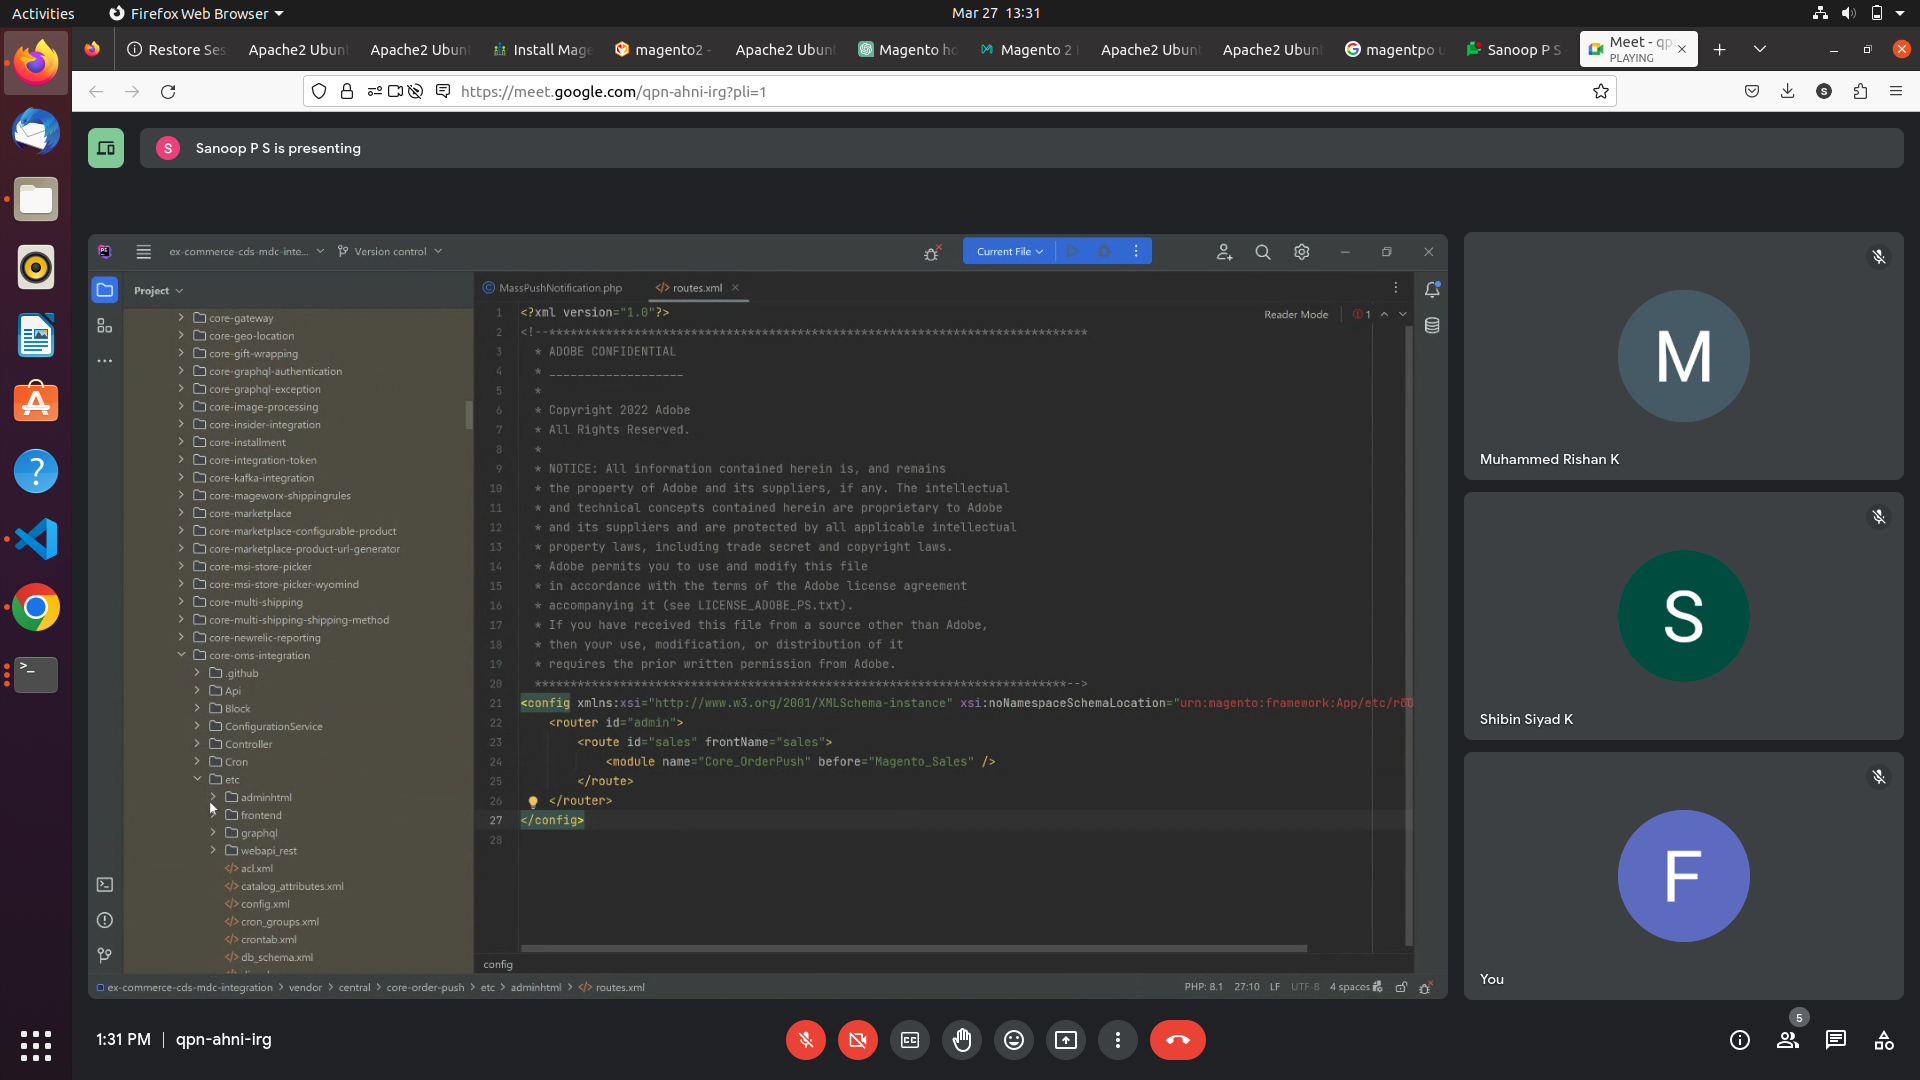 Activities
Firefox Web Browser
Mar 27 13:31
Restore Ses
Apache2 Ubunt
Apache2 Ubunt
Install Mage
magento2 -
Apache2 Ubunt
Magento ho
Magento 2
Apache2 Ubunt
Apache2 Ubunt
magentpo u
Sanoop P S
Meet - qp
PLAYING
https://meet.google.com/qpn-ahni-irg?pli=1
S
S
Sanoop P S is presenting
ex-commerce-cds-mdc-inte...
Version control
Current File
Project
MassPushNotification.php
routes.xml
core-gateway
core-geo-location
core-gift-wrapping
core-graphql-authentication
core-graphql-exception
core-image-processing
core-insider-integration
core-installment
core-integration-token
core-kafka-integration
core-mageworx-shippingrules
core-marketplace
core-marketplace-configurable-product
core-marketplace-product-url-generator
core-msi-store-picker
core-msi-store-picker-wyomind
core-multi-shipping
core-multi-shipping-shipping-method
core-newrelic-reporting
core-oms-integration
.github
Api
Block
ConfigurationService
Controller
Cron
etc
adminhtml
frontend
graphql
webapi_rest
acl.xml
catalog_attributes.xml
config.xml
cron_groups.xml
crontab.xml
db_schema.xml
Reader Mode
1
1 <?xml version="1.0"?>
2 <!--****************************************************************************
3 * ADOBE CONFIDENTIAL
4 * ___________________
5 *
6 * Copyright 2022 Adobe
7 * All Rights Reserved.
8 *
9 * NOTICE: All information contained herein is, and remains
10 * the property of Adobe and its suppliers, if any. The intellectual
11 * and technical concepts contained herein are proprietary to Adobe
12 * and its suppliers and are protected by all applicable intellectual
13 * property laws, including trade secret and copyright laws.
14 * Adobe permits you to use and modify this file
15 * in accordance with the terms of the Adobe license agreement
16 * accompanying it (see LICENSE_ADOBE_PS.txt).
17 * If you have received this file from a source other than Adobe,
18 * then your use, modification, or distribution of it
19 * requires the prior written permission from Adobe.
20 ***************************************************************************-->
21 <config xmlns:xsi="http://www.w3.org/2001/XMLSchema-instance" xsi:noNamespaceSchemaLocation="urn:magento:framework:App/etc/rou
22 <router id="admin">
23 <route id="sales" frontName="sales">
24 <module name="Core_OrderPush" before="Magento_Sales" />
25 </route>
26 </router>
27 </config>
28
config
ex-commerce-cds-mdc-integration > vendor > central > core-order-push > etc > adminhtml > routes.xml
PHP: 8.1 27:10 LF UTF-8 4 spaces
M
Muhammed Rishan K
S
Shibin Siyad K
F
You
1:31 PM | qpn-ahni-irg
5